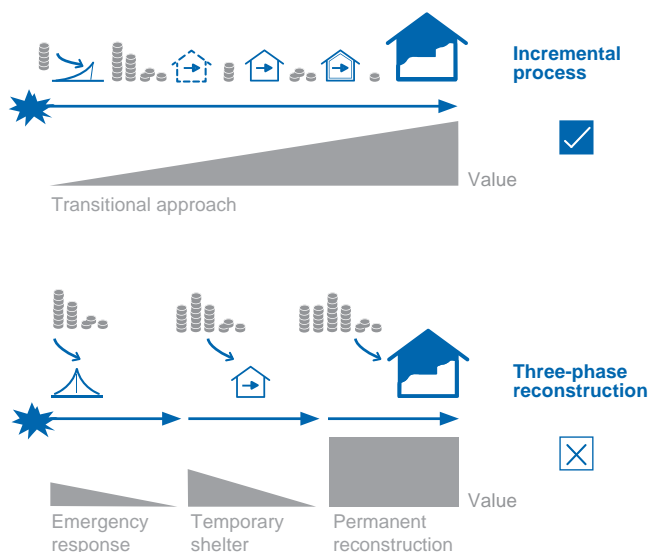 Incremental
process
Value
Transitional approach
Three-phase
reconstruction
Value
Emergency
response
Temporary
shelter
Permanent
reconstruction